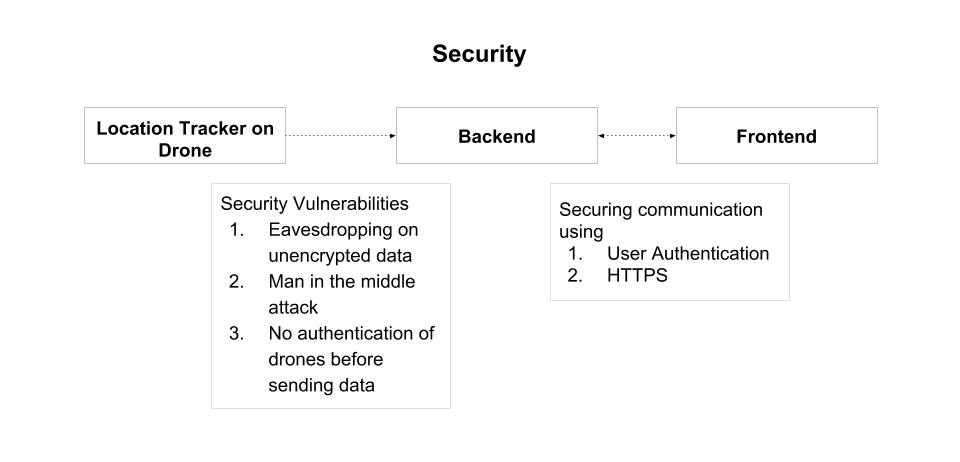 Security
Location Tracker on
Drone
Backend
Frontend
Security Vulnerabilities
1. Eavesdropping on
unencrypted data
2. Man in the middle
attack
3. No authentication of
drones before
sending data
Securing communication
using
1. User Authentication
2. HTTPS